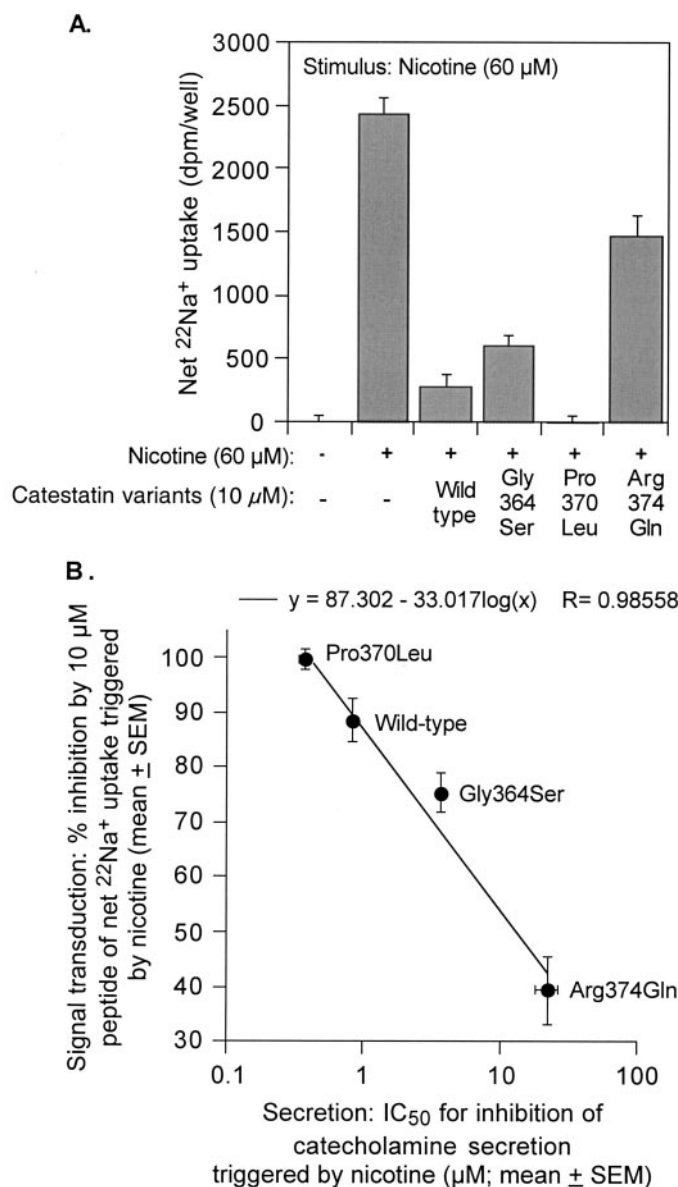 A.
3000
2500
2000
1500
1000
500
0
Net ²²Na⁺ uptake (dpm/well)
Stimulus: Nicotine (60 µM)
Nicotine (60 µM): - + + + + +
Catestatin variants (10 µM): - - Wild type Gly 364 Ser Pro 370 Leu Arg 374 Gln
B.
y = 87.302 - 33.017log(x) R= 0.98558
Signal transduction: % inhibition by 10 µM
peptide of net ²²Na⁺ uptake triggered
by nicotine (mean ± SEM)
100
90
80
70
60
50
40
30
Pro370Leu
Wild-type
Gly364Ser
Arg374Gln
0.1 1 10 100
Secretion: IC₅₀ for inhibition of
catecholamine secretion
triggered by nicotine (µM; mean ± SEM)